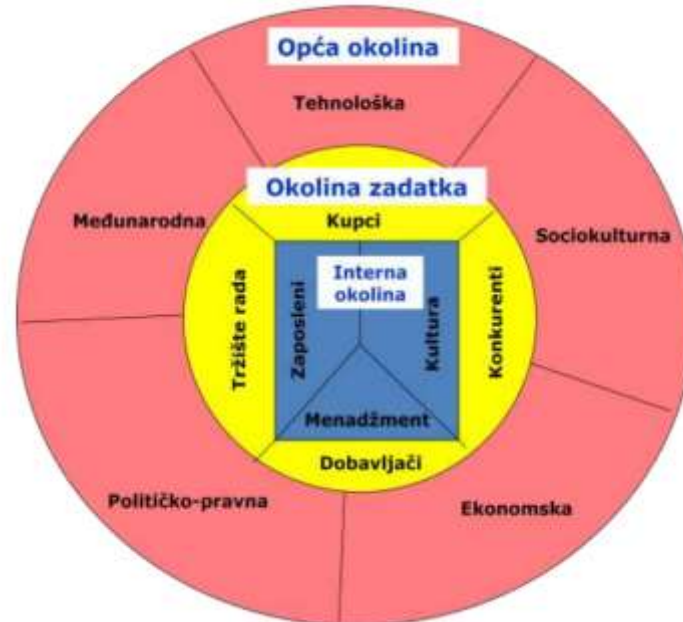 Opća okolina
Tehnološka
Okolina zadatka
Međunarodna
Kupci
Sociokulturna
Interna
okolina
Tržište rada
Zaposleni
Kultura
Konkurenti
Menadžment
Dobavljači
Političko-pravna
Ekonomska